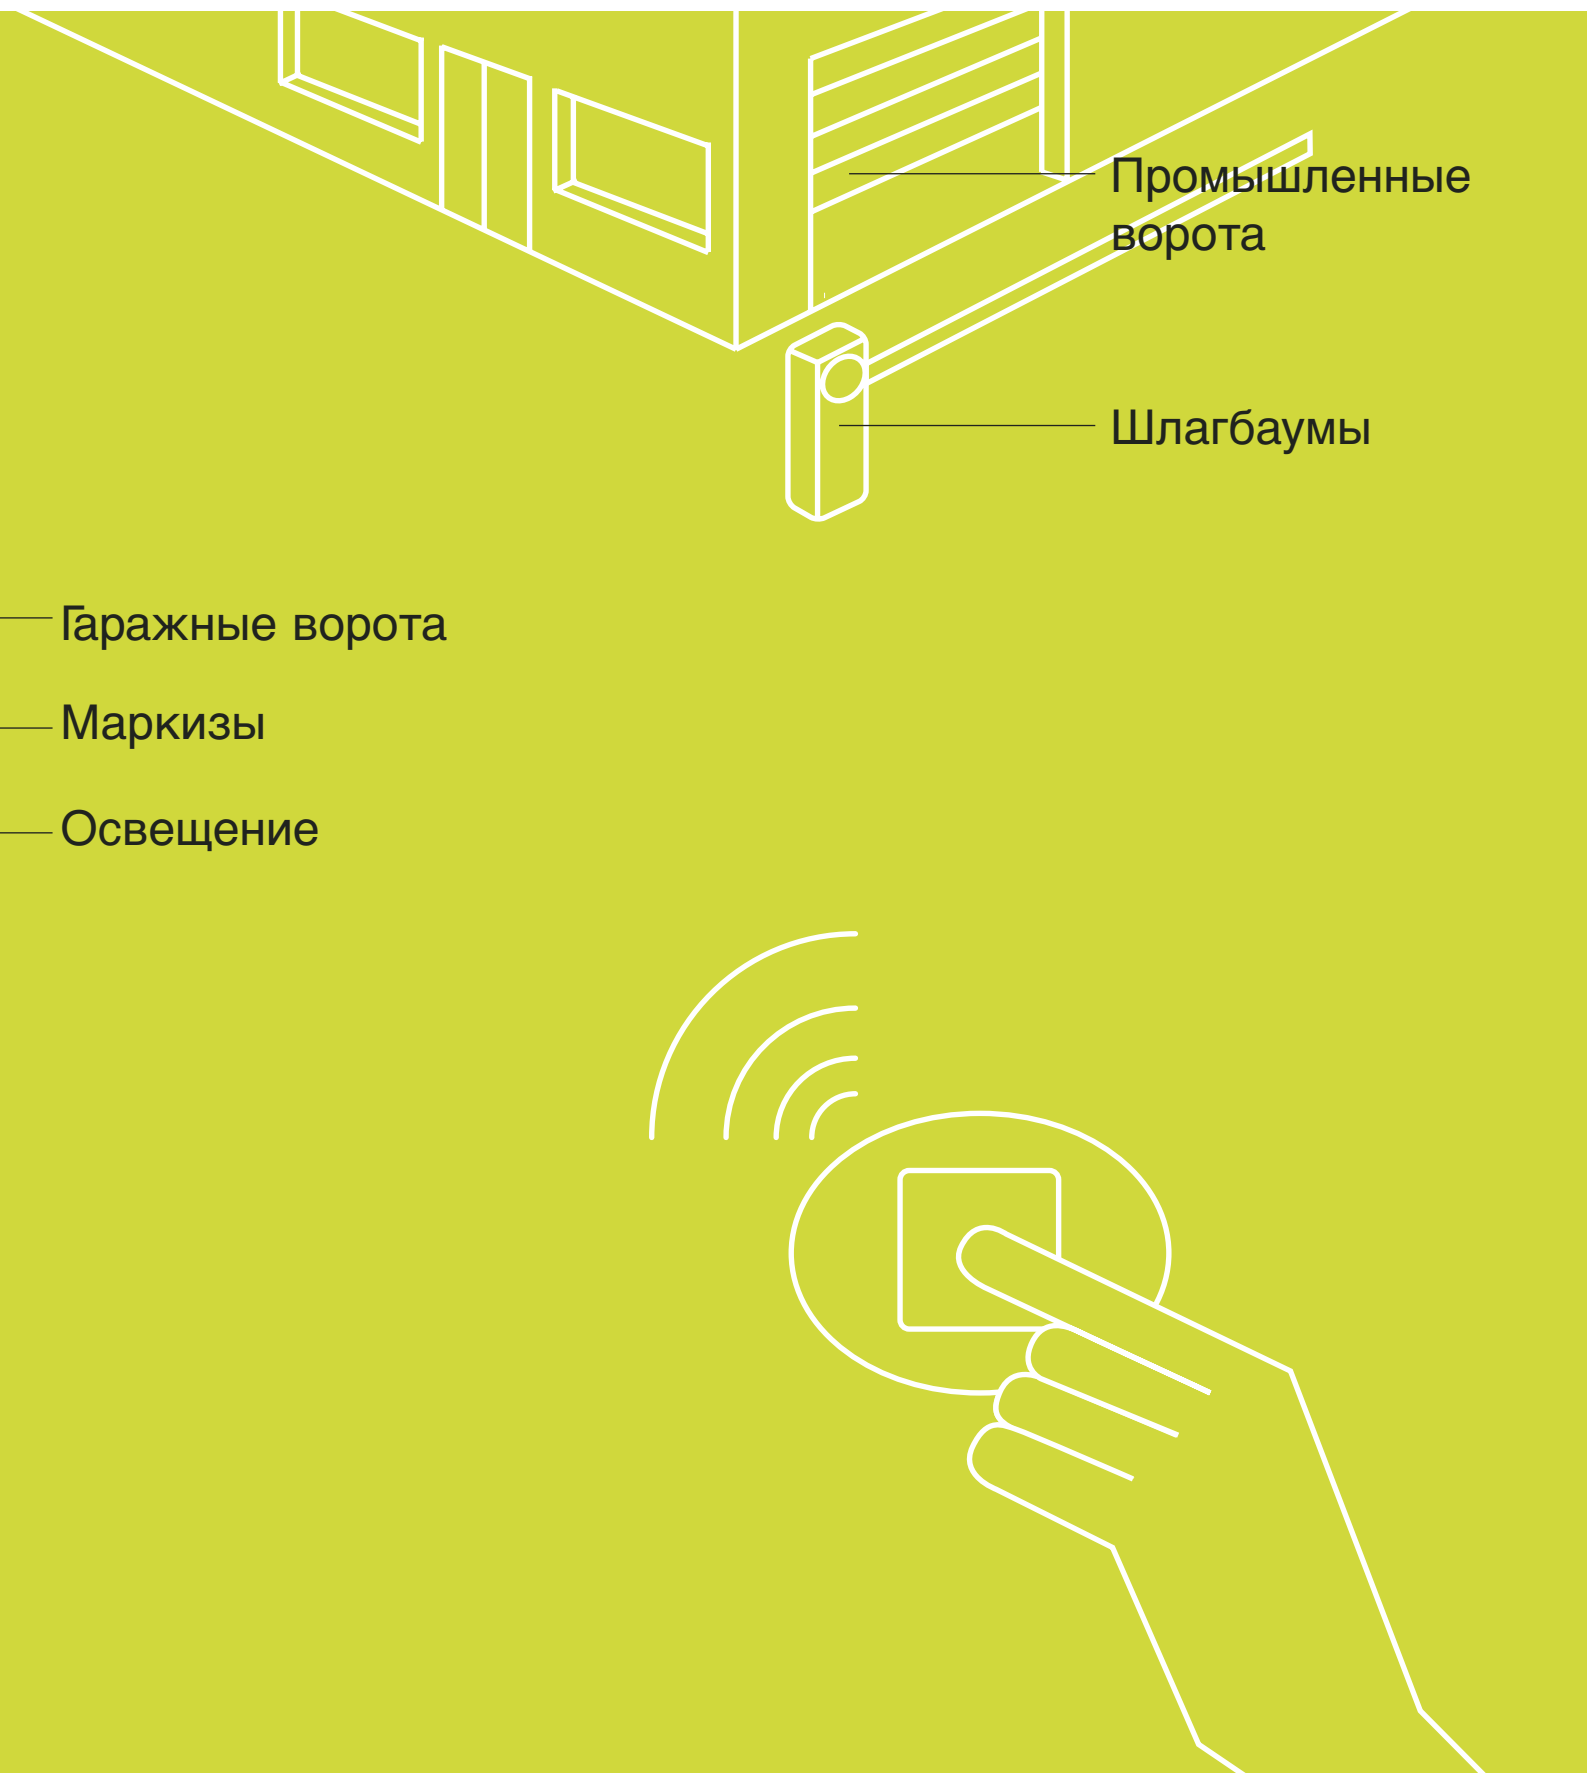 Промышленные
ворота
Шлагбаумы
Гаражные ворота
Маркизы
Освещение